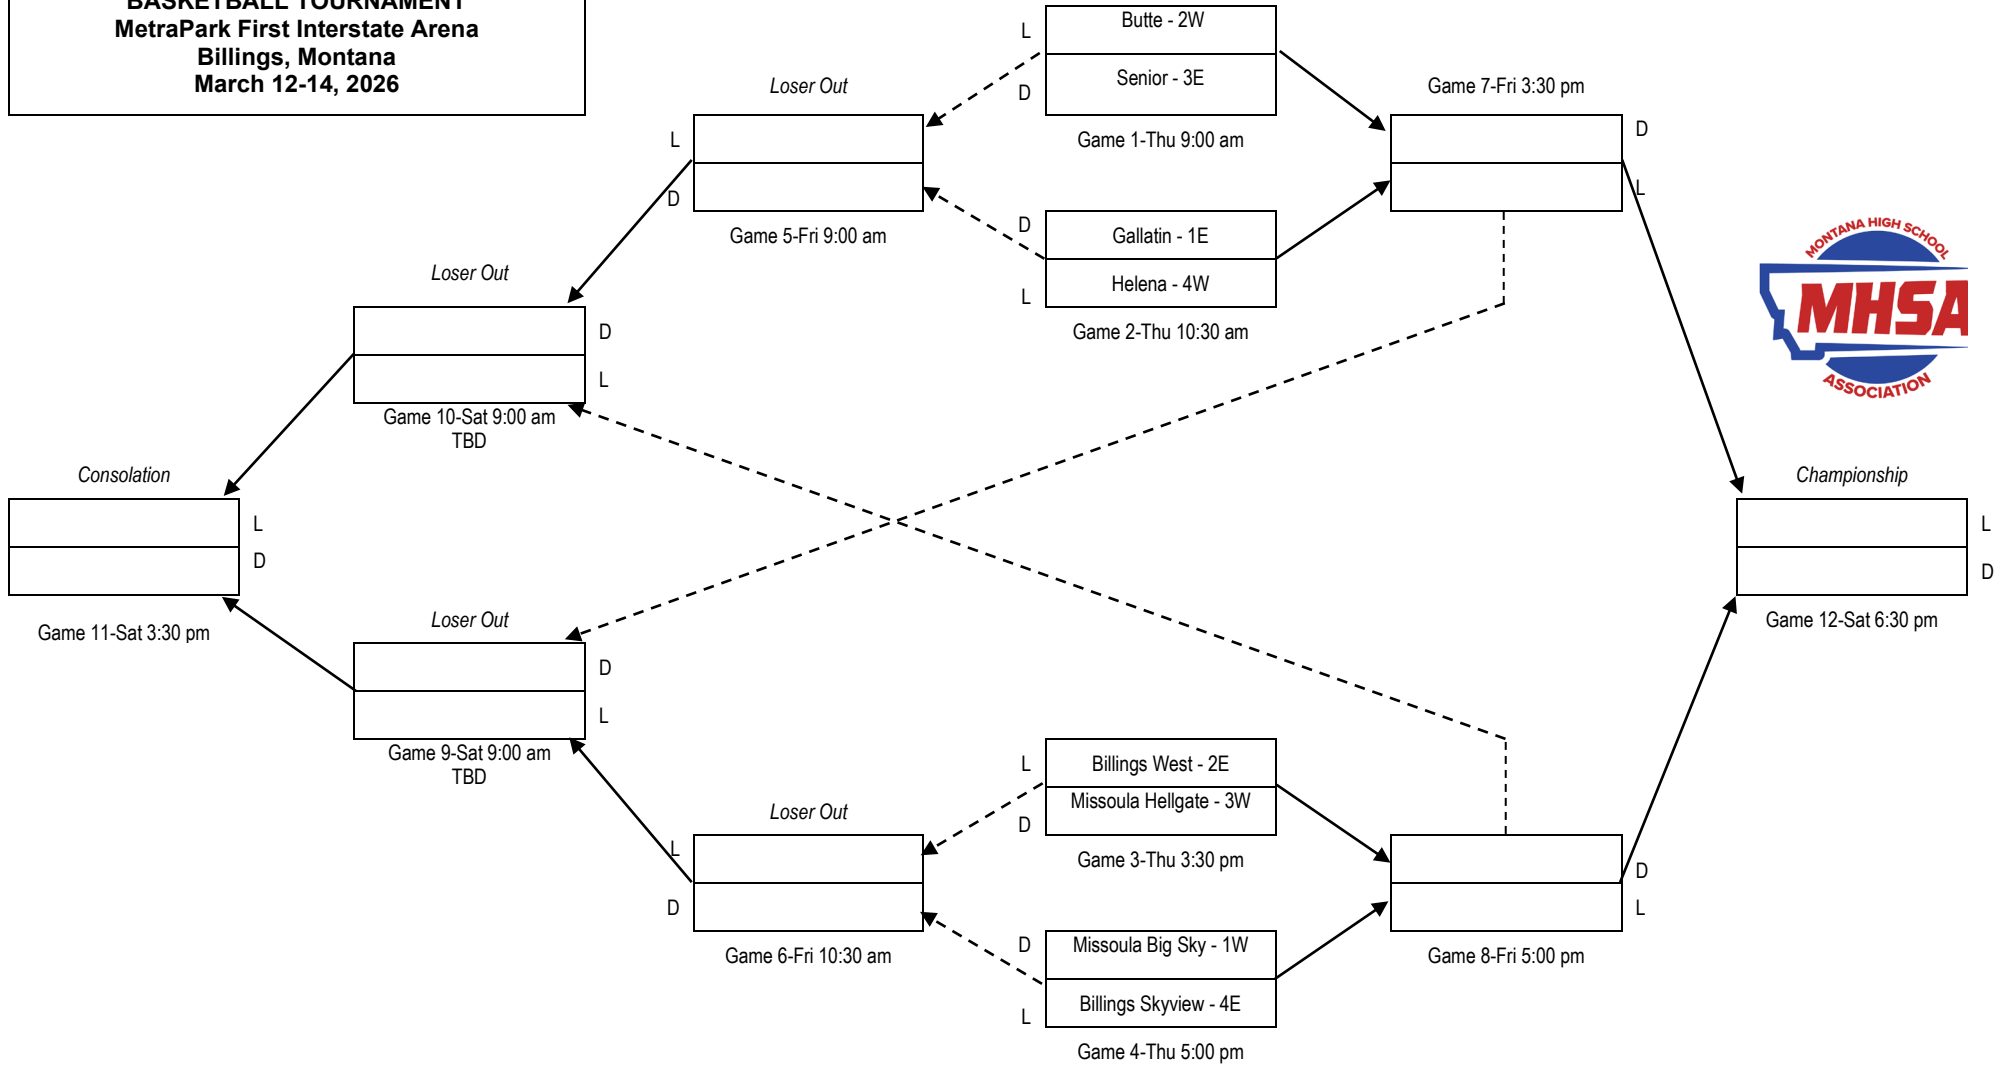 BASKETBALL TOURNAMENT
MetraPark First Interstate Arena
Billings, Montana
March 12-14, 2026
L
Butte - 2W
D
Senior - 3E
Game 1-Thu 9:00 am
Loser Out
L
D
Game 5-Fri 9:00 am
Game 7-Fri 3:30 pm
D
L
D
Gallatin - 1E
L
Helena - 4W
Game 2-Thu 10:30 am
MONTANA HIGH SCHOOL
MHSA
ASSOCIATION
Loser Out
D
L
Game 10-Sat 9:00 am
TBD
Consolation
L
D
Game 11-Sat 3:30 pm
Championship
L
D
Game 12-Sat 6:30 pm
Loser Out
D
L
Game 9-Sat 9:00 am
TBD
L
Billings West - 2E
D
Missoula Hellgate - 3W
Game 3-Thu 3:30 pm
Loser Out
L
D
Game 6-Fri 10:30 am
D
L
Game 8-Fri 5:00 pm
D
Missoula Big Sky - 1W
L
Billings Skyview - 4E
Game 4-Thu 5:00 pm